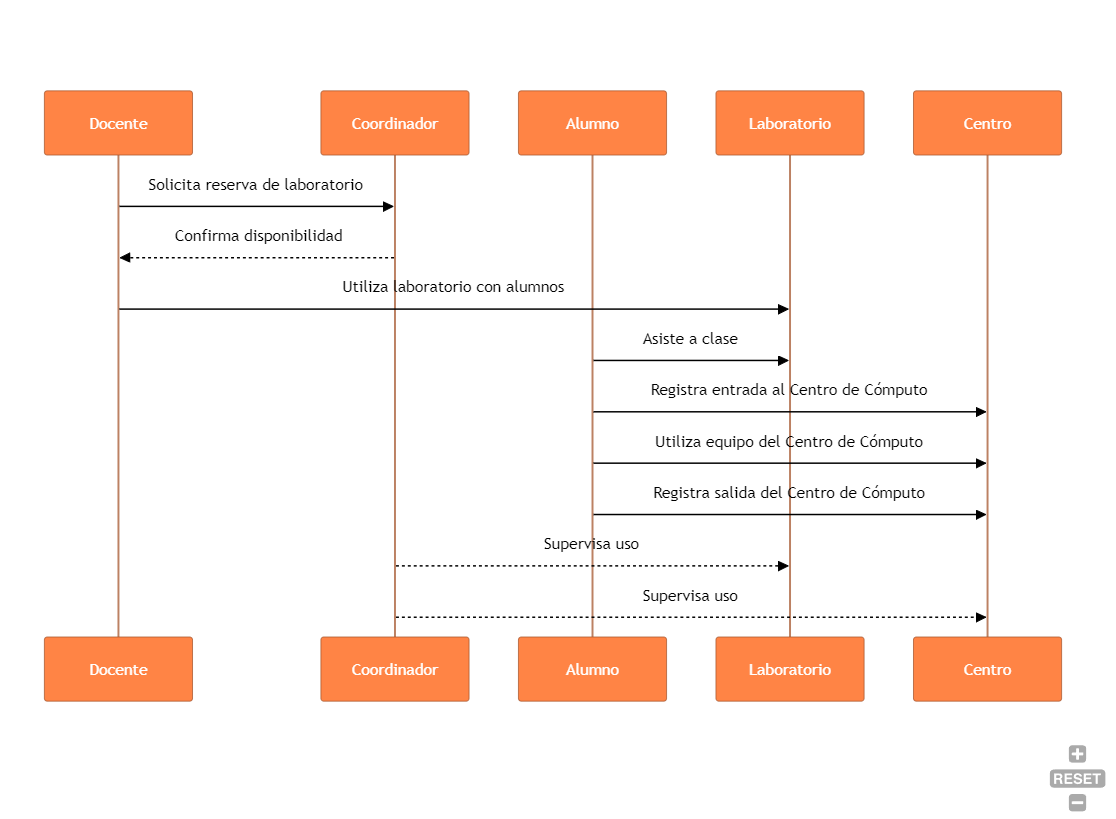 Docente
Coordinador
Alumno
Laboratorio
Centro
Solicita reserva de laboratorio
Confirma disponibilidad
Utiliza laboratorio con alumnos
Asiste a clase
Registra entrada al Centro de Cómputo
Utiliza equipo del Centro de Cómputo
Registra salida del Centro de Cómputo
Supervisa uso
Supervisa uso
Docente
Coordinador
Alumno
Laboratorio
Centro
RESET